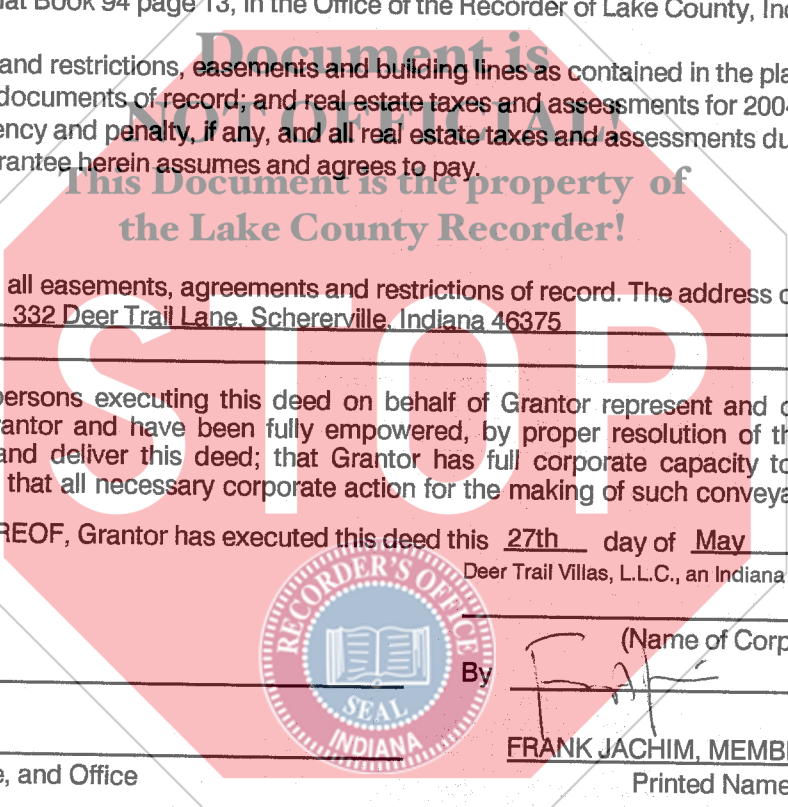 at Book 94 page 13, in the Office of the Recorder of Lake County, Ind
Document is
and restrictions, easements and building lines as contained in the pla
documents of record; and real estate taxes and assessments for 2004
NOT OFFICIAL!
ency and penalty, if any, and all real estate taxes and assessments du
rantee herein assumes and agrees to pay.
This Document is the property of
the Lake County Recorder!
all easements, agreements and restrictions of record. The address o
332 Deer Trail Lane, Schererville, Indiana 46375
STOP
persons executing this deed on behalf of Grantor represent and c
rantor and have been fully empowered, by proper resolution of th
and deliver this deed; that Grantor has full corporate capacity to
that all necessary corporate action for the making of such conveya
REOF, Grantor has executed this deed this 27th day of May
Deer Trail Villas, L.L.C., an Indiana
RECORDER'S OFFICE
(Name of Corp
By
SEAL
INDIANA
FRANK JACHIM, MEMB
e, and Office
Printed Name